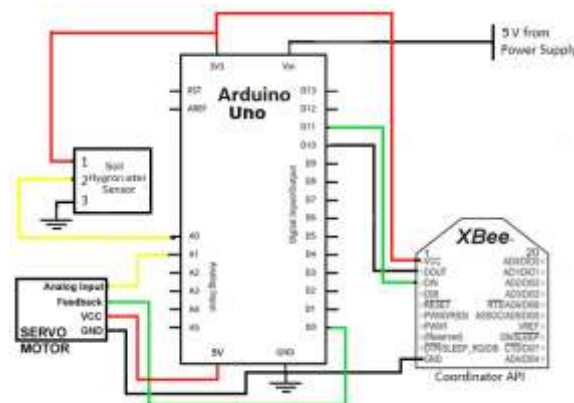 5 V from
Power Supply
3V3
Vin
Arduino
Uno
RST
AREF
D13
D12
D11
D10
D9
D8
D7
D6
D5
D4
D3
D2
D1
D0
Digital Input/Output
A0
A1
A2
A3
A4
A5
Analog Input
5V
GND
1
2
3
Soil
Hygrometer
Sensor
Analog Input
Feedback
VCC
GND
SERVO
MOTOR
XBee
1
20
VCC
DOUT
DIN
RESET
PWM1
(Reserved)
GND
VREF
Coordinator API